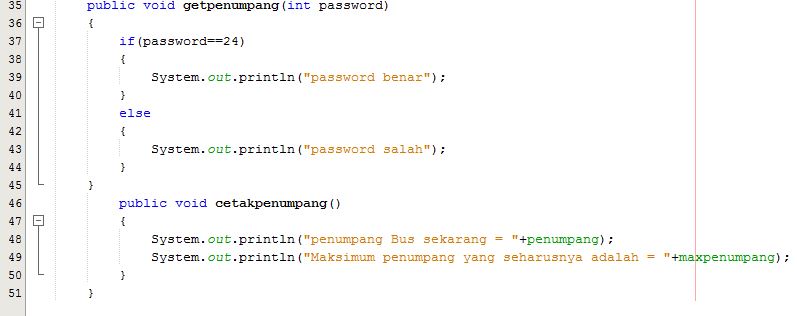 35 public void getpenumpang(int password)
36 {
37 if(password==24)
38 {
39 System.out.println("password benar");
40 }
41 else
42 {
43 System.out.println("password salah");
44 }
45 }
46 public void cetakpenumpang()
47 {
48 System.out.println("penumpang Bus sekarang = "+penumpang);
49 System.out.println("Maksimum penumpang yang seharusnya adalah = "+maxpenumpang);
50 }
51 }